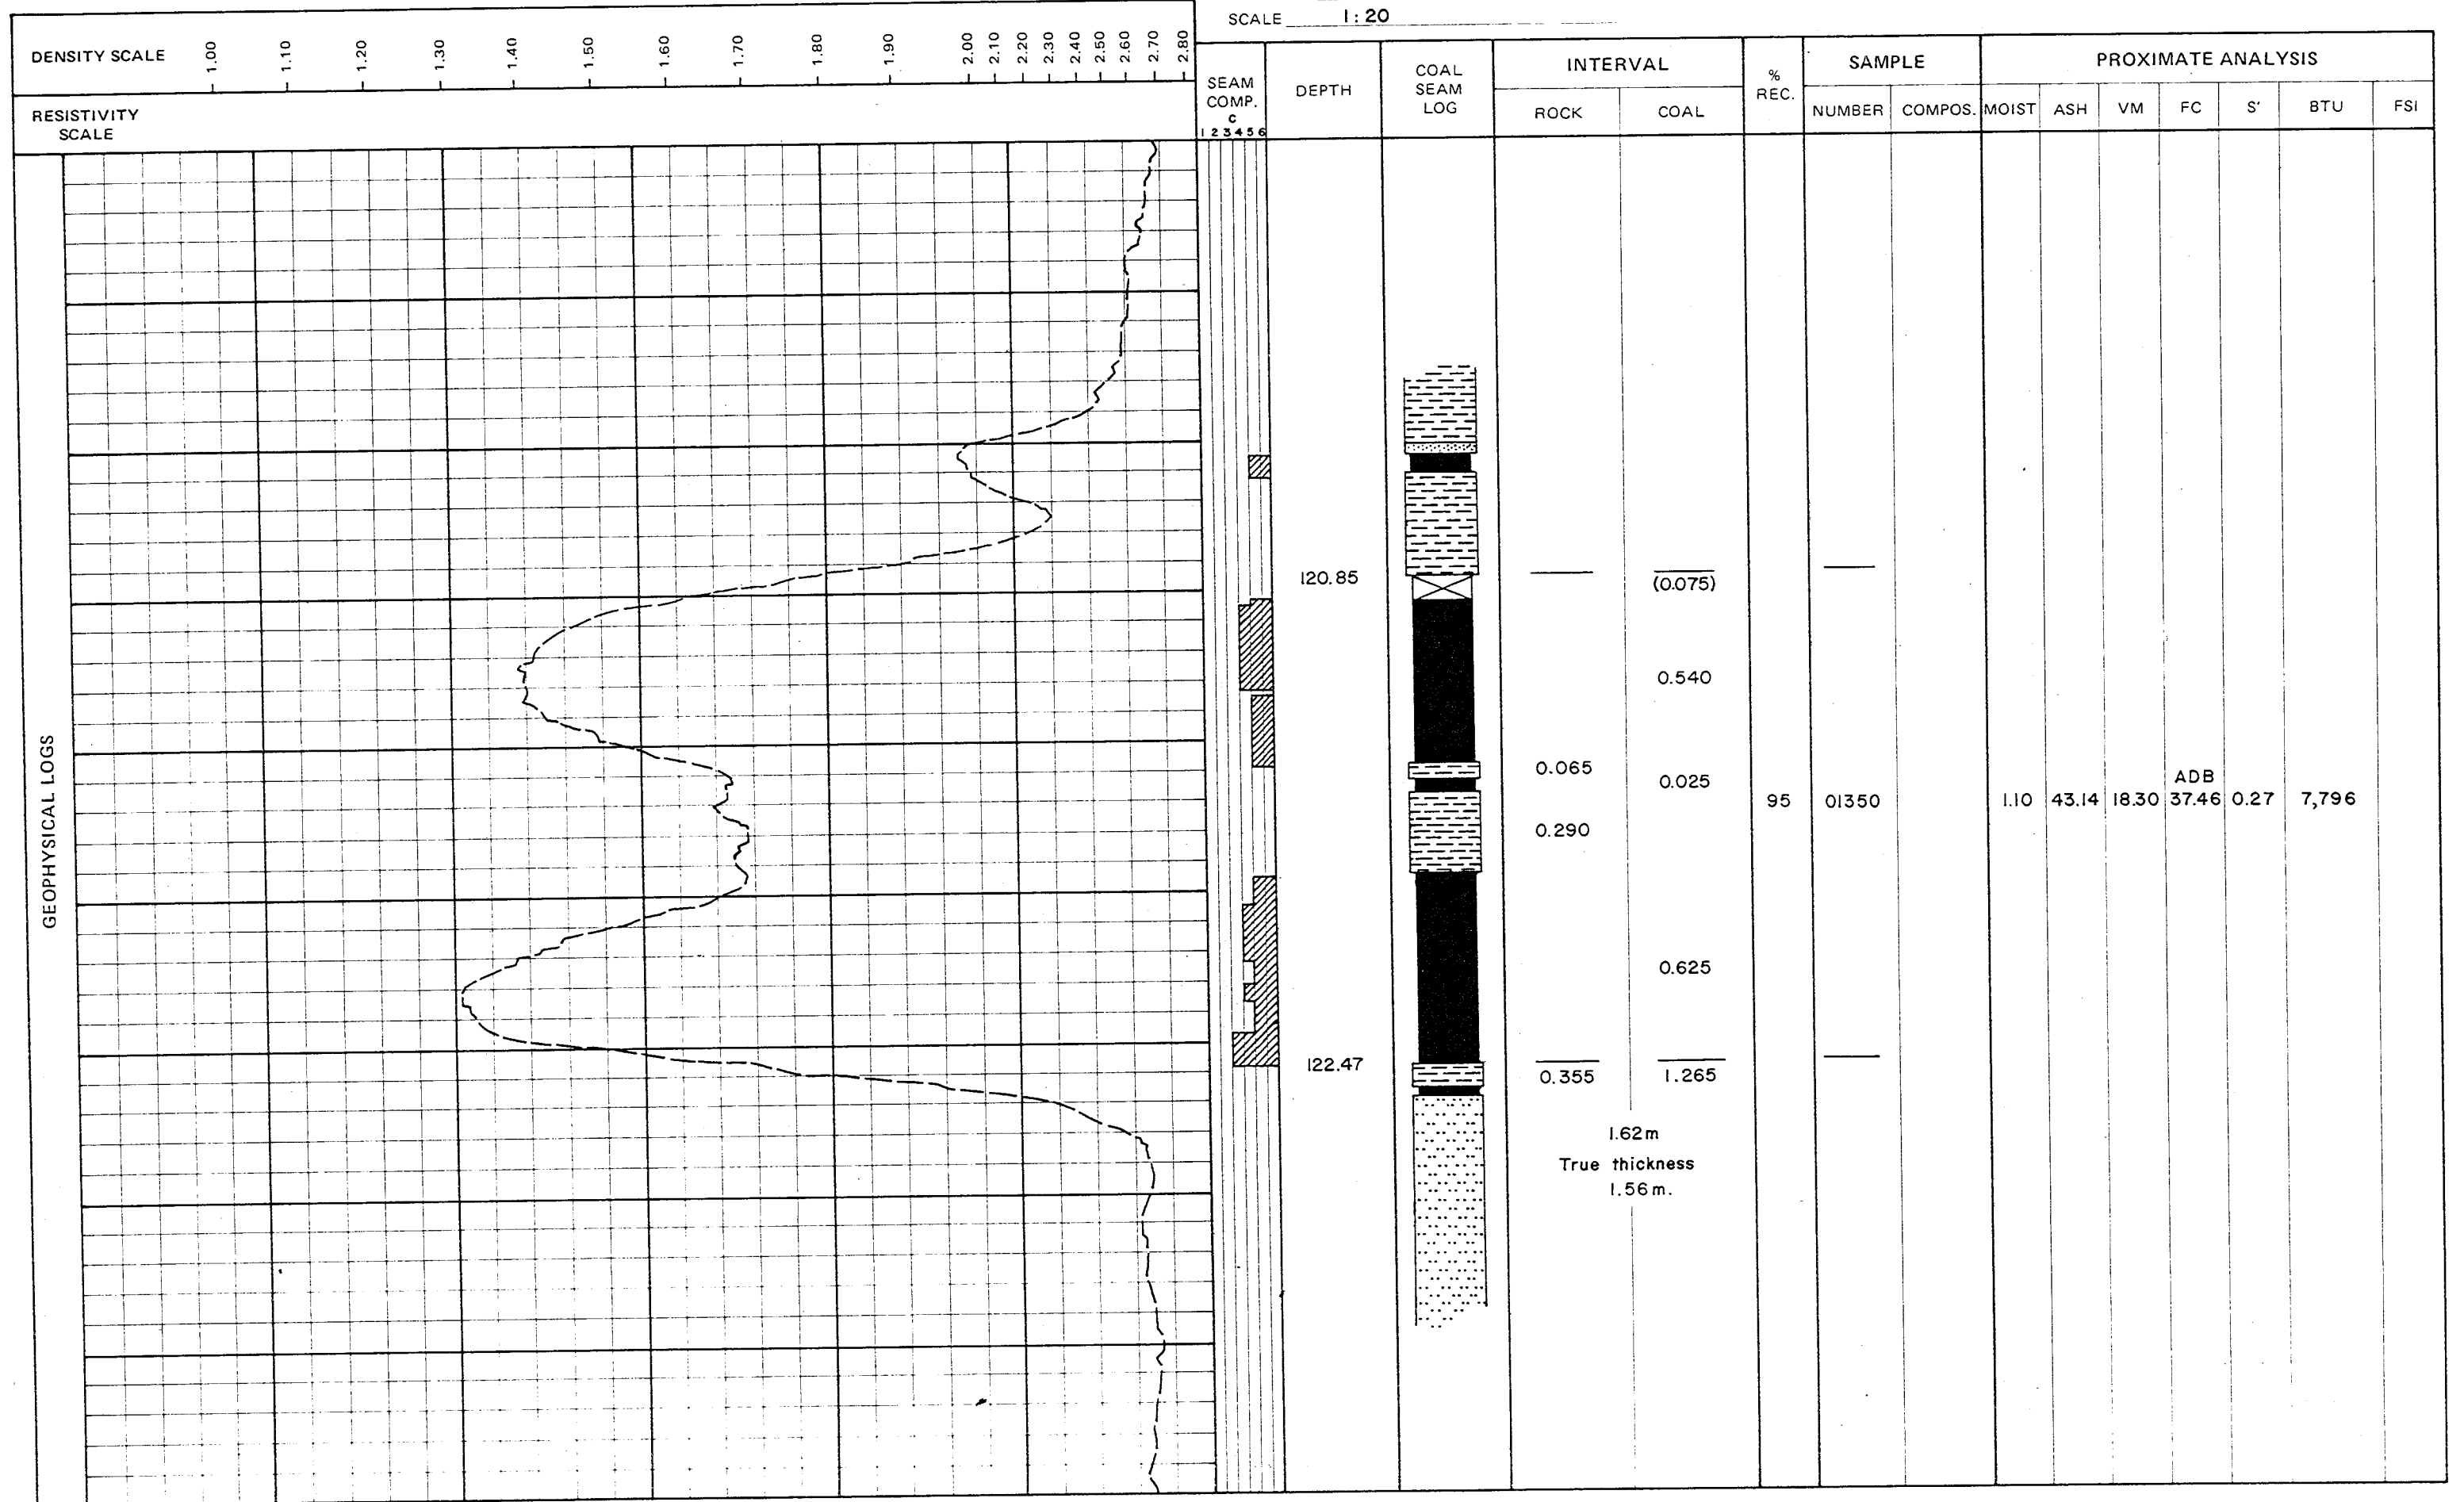 SCALE 1:20
DENSITY SCALE 1.00 1.10 1.20 1.30 1.40 1.50 1.60 1.70 1.80 1.90 2.00 2.10 2.20 2.30 2.40 2.50 2.60 2.70 2.80
RESISTIVITY
SCALE
SEAM
COMP.
C
1 2 3 4 5 6
DEPTH
COAL
SEAM
LOG
INTERVAL
ROCK COAL
%
REC.
SAMPLE
NUMBER COMPOS.
PROXIMATE ANALYSIS
MOIST ASH VM FC S' BTU FSI
GEOPHYSICAL LOGS
120.85
(0.075)
0.540
0.065
0.025
ADB
95 01350 1.10 43.14 18.30 37.46 0.27 7,796
0.290
0.625
122.47
0.355 1.265
1.62m
True thickness
1.56m.